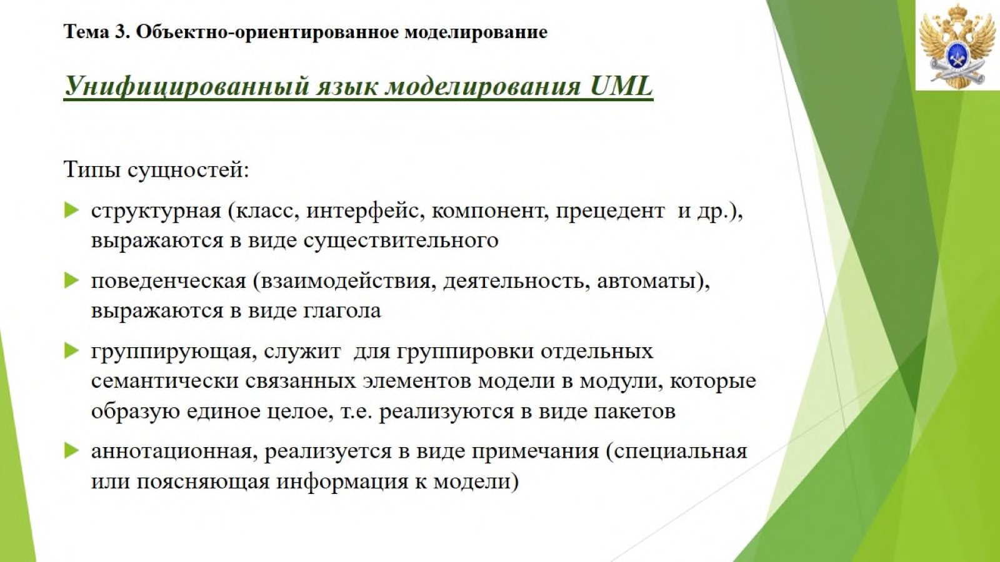 Тема 3. Объектно-ориентированное моделирование
Унифицированный язык моделирования UML
Типы сущностей:
структурная (класс, интерфейс, компонент, прецедент  и др.),
выражаются в виде существительного
поведенческая (взаимодействия, деятельность, автоматы),
выражаются в виде глагола
группирующая, служит  для группировки отдельных
семантически связанных элементов модели в модули, которые
образую единое целое, т.е. реализуются в виде пакетов
аннотационная, реализуется в виде примечания (специальная
или поясняющая информация к модели)